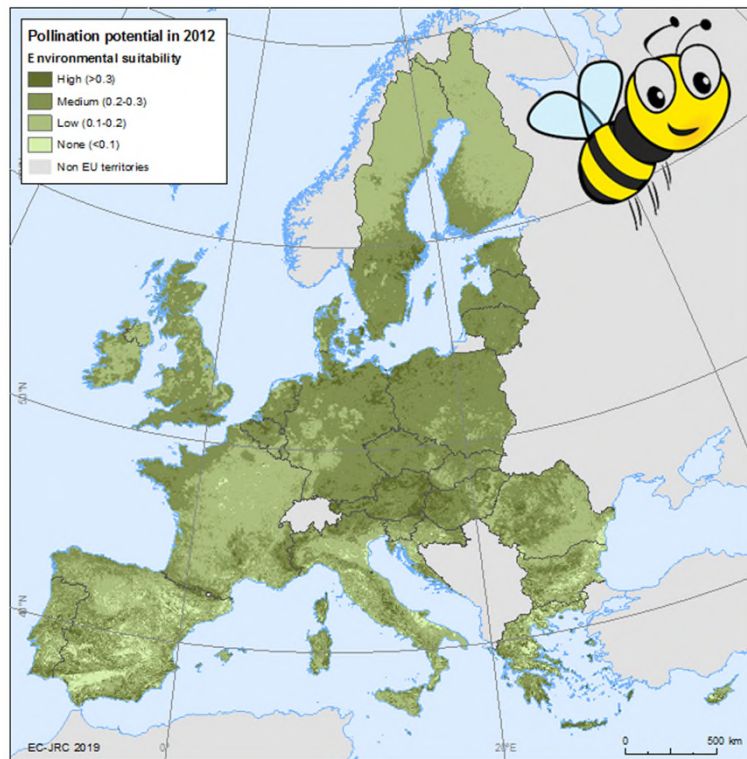 Pollination potential in 2012
Environmental suitability
High (>0.3)
Medium (0.2-0.3)
Low (0.1-0.2)
None (<0.1)
Non EU territories
50°N
40°N
EC-JRC 2019
0°
20°E
0
500 km